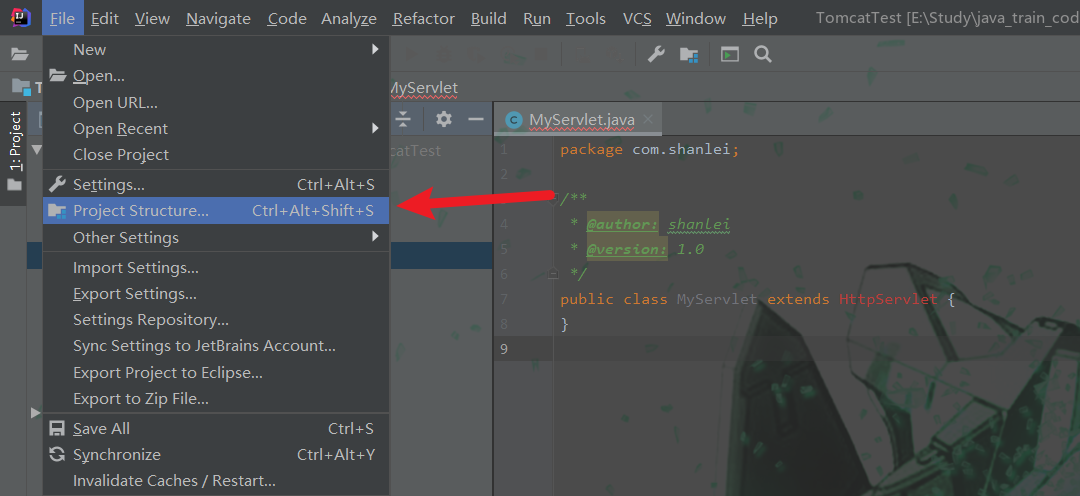 File Edit View Navigate Code Analyze Refactor Build Run Tools VCS Window Help TomcatTest [E:\Study\java_train_cod
New
Open...
Open URL...
Open Recent
Close Project
Settings... Ctrl+Alt+S
Project Structure... Ctrl+Alt+Shift+S
Other Settings
Import Settings...
Export Settings...
Settings Repository...
Sync Settings to JetBrains Account...
Export Project to Eclipse...
Export to Zip File...
Save All Ctrl+S
Synchronize Ctrl+Alt+Y
Invalidate Caches / Restart...
1: Project
T
MyServlet
catTest
MyServlet.java
1 package com.shanlei;
2
/**
4 * @author: shanlei
5 * @version: 1.0
6 */
7 public class MyServlet extends HttpServlet {
8 }
9